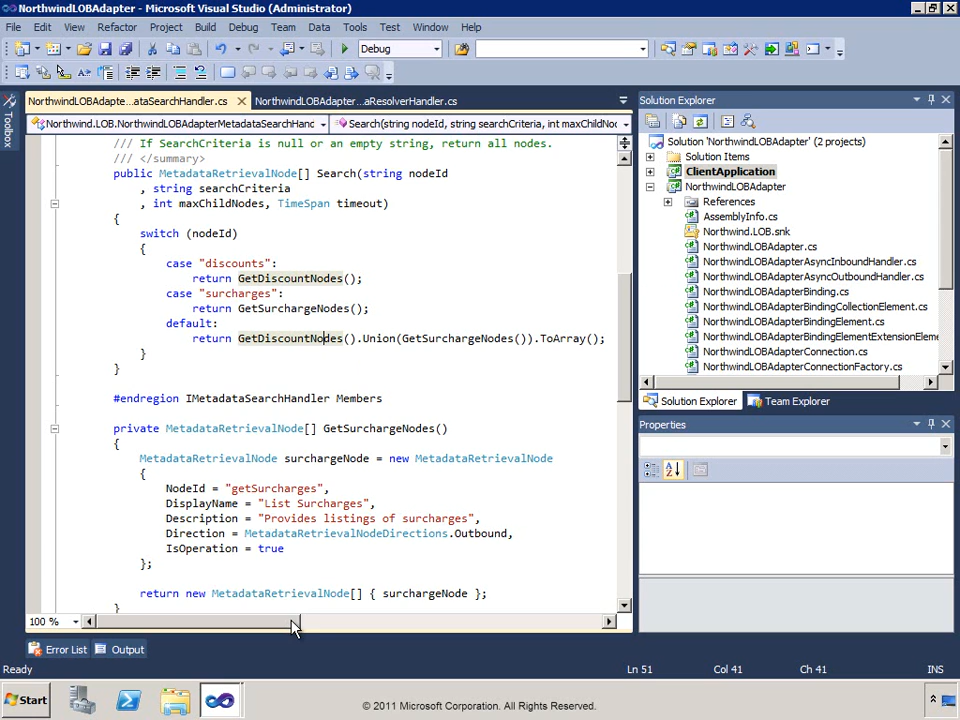 NorthwindLOBAdapter - Microsoft Visual Studio (Administrator)
File Edit View Refactor Project Build Debug Team Data Tools Test Window Help
Debug
Toolbox
NorthwindLOBAdapte...ataSearchHandler.cs
NorthwindLOBAdapter...aResolverHandler.cs
Northwind.LOB.NorthwindLOBAdapterMetadataSearchHand
Search(string nodeId, string searchCriteria, int maxChildNoc
/// If SearchCriteria is null or an empty string, return all nodes.
/// </summary>
public MetadataRetrievalNode[] Search(string nodeId
, string searchCriteria
, int maxChildNodes, TimeSpan timeout)
{
switch (nodeId)
{
case "discounts":
return GetDiscountNodes();
case "surcharges":
return GetSurchargeNodes();
default:
return GetDiscountNodes().Union(GetSurchargeNodes()).ToArray();
}
}
#endregion IMetadataSearchHandler Members
private MetadataRetrievalNode[] GetSurchargeNodes()
{
MetadataRetrievalNode surchargeNode = new MetadataRetrievalNode
{
NodeId = "getSurcharges",
DisplayName = "List Surcharges",
Description = "Provides listings of surcharges",
Direction = MetadataRetrievalNodeDirections.Outbound,
IsOperation = true
};
return new MetadataRetrievalNode[] { surchargeNode };
}
100 %
Solution Explorer
Solution 'NorthwindLOBAdapter' (2 projects)
Solution Items
ClientApplication
NorthwindLOBAdapter
References
AssemblyInfo.cs
Northwind.LOB.snk
NorthwindLOBAdapter.cs
NorthwindLOBAdapterAsyncInboundHandler.cs
NorthwindLOBAdapterAsyncOutboundHandler.cs
NorthwindLOBAdapterBinding.cs
NorthwindLOBAdapterBindingCollectionElement.cs
NorthwindLOBAdapterBindingElement.cs
NorthwindLOBAdapterBindingElementExtensionEleme
NorthwindLOBAdapterConnection.cs
NorthwindLOBAdapterConnectionFactory.cs
Solution Explorer
Team Explorer
Properties
Error List
Output
Ready
Ln 51
Col 41
Ch 41
INS
Start
© 2011 Microsoft Corporation. All rights reserved.